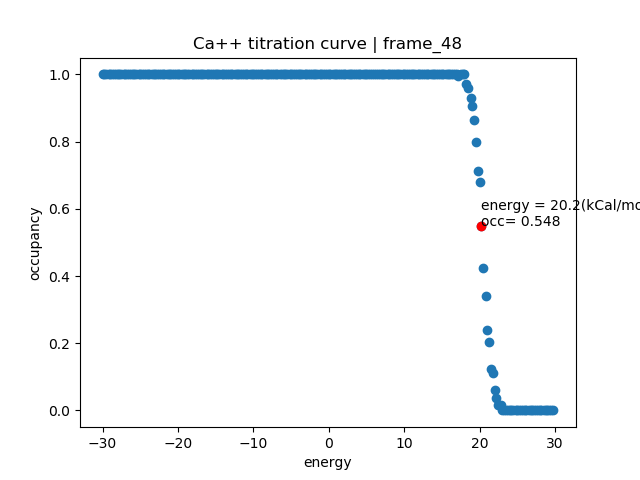 Ca++ titration curve | frame_48
1.0
0.8
0.6
0.4
0.2
0.0
occupancy
energy = 20.2(kCal/mo
occ= 0.548
−30
−20
−10
0
10
20
30
energy